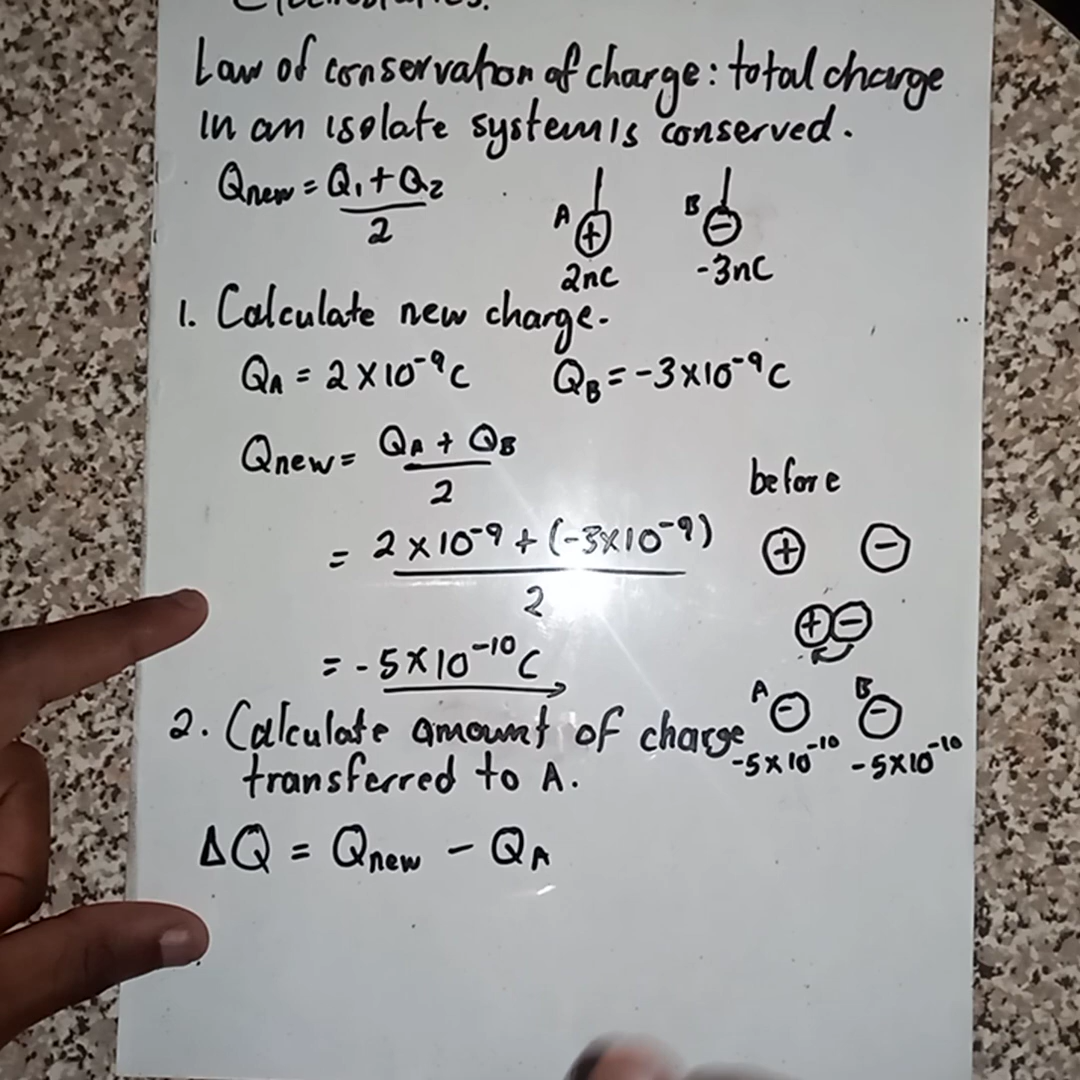 Law of conservation of charge: total charge
in an isolate system is conserved.
Qnew = Q1 + Q2
2
A B
+ -
2nC -3nC
1. Calculate new charge.
QA = 2 x 10^-9 C QB = -3 x 10^-9 C
Qnew = QA + QB
2
before
= 2 x 10^-9 + (-3 x 10^-9)
2
+ -
+ -
= -5 x 10^-10 C
A B
- -
2. Calculate amount of charge
-5 x 10^-10 -5 x 10^-10
transferred to A.
ΔQ = Qnew - QA